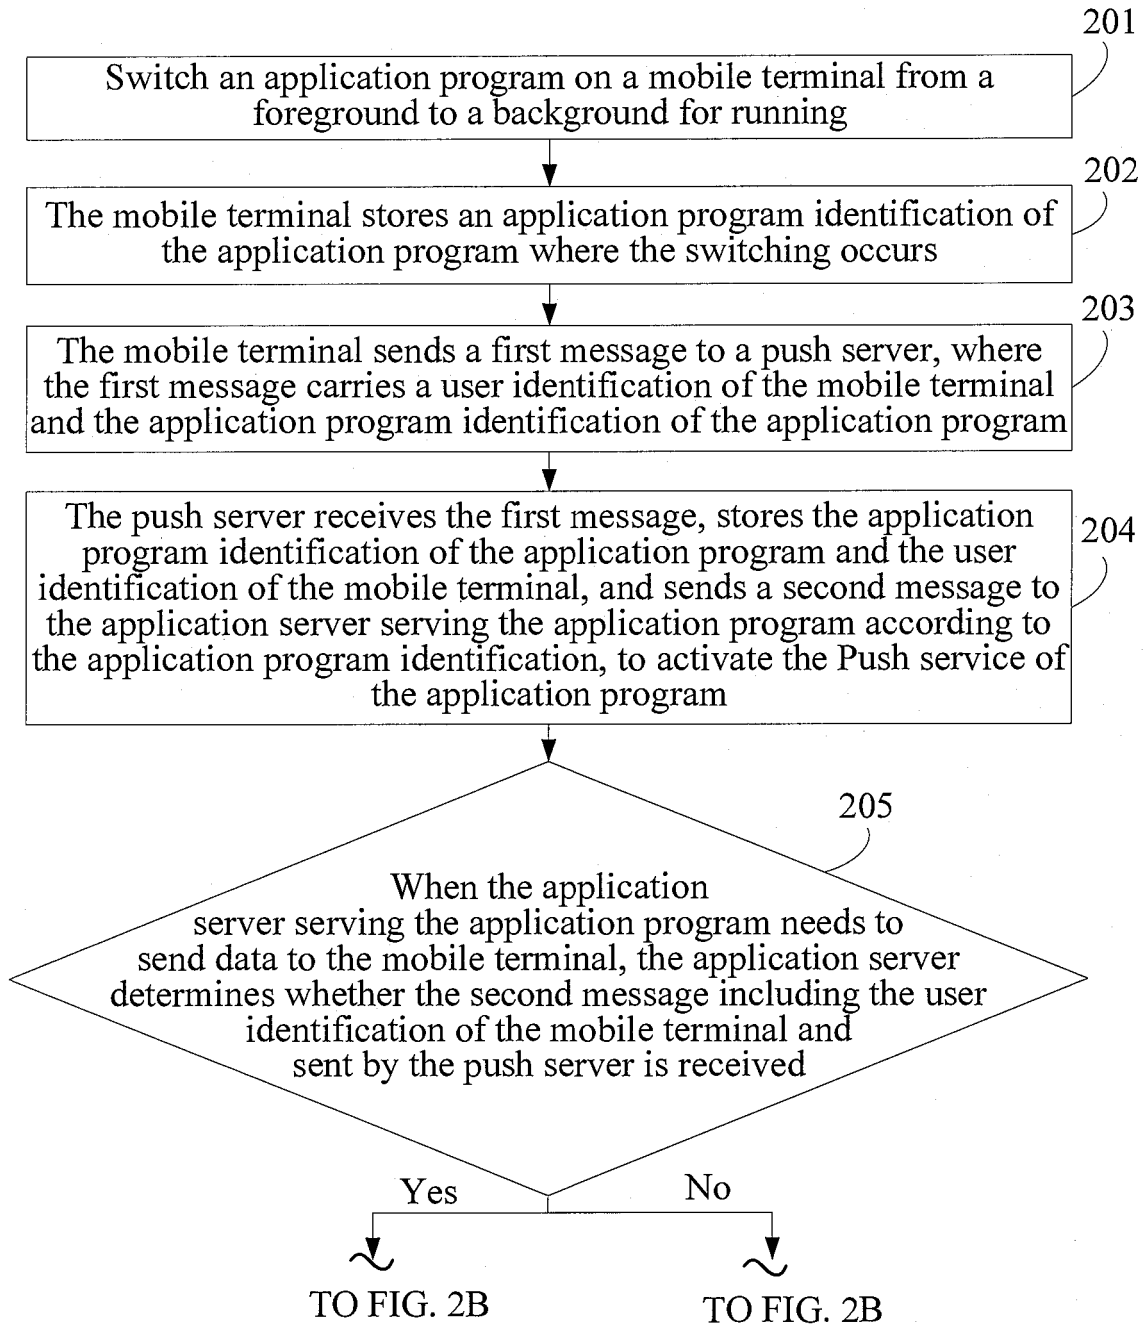 201
Switch an application program on a mobile terminal from a
foreground to a background for running
202
The mobile terminal stores an application program identification of
the application program where the switching occurs
203
The mobile terminal sends a first message to a push server, where
the first message carries a user identification of the mobile terminal
and the application program identification of the application program
204
The push server receives the first message, stores the application
program identification of the application program and the user
identification of the mobile terminal, and sends a second message to
the application server serving the application program according to
the application program identification, to activate the Push service of
the application program
205
When the application
server serving the application program needs to
send data to the mobile terminal, the application server
determines whether the second message including the user
identification of the mobile terminal and
sent by the push server is received
Yes
No
TO FIG. 2B
TO FIG. 2B